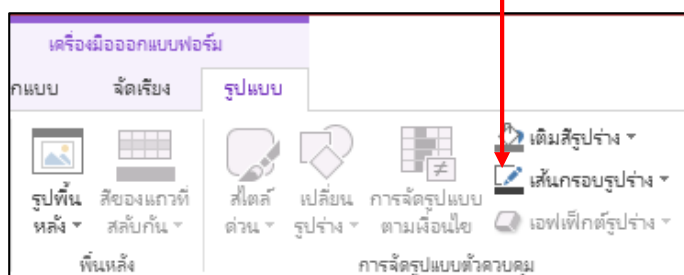 เครื่องมือออกแบบฟอร์ม
กแบบ จัดเรียง รูปแบบ
เติมสีรูปร่าง
เส้นกรอบรูปร่าง
เอฟเฟ็กต์รูปร่าง
รูปพื้น สีของแถวที่ สไตล์ เปลี่ยน การจัดรูปแบบ
หลัง สลับกัน ด่วน รูปร่าง ตามเงื่อนไข
พื้นหลัง การจัดรูปแบบตัวควบคุม